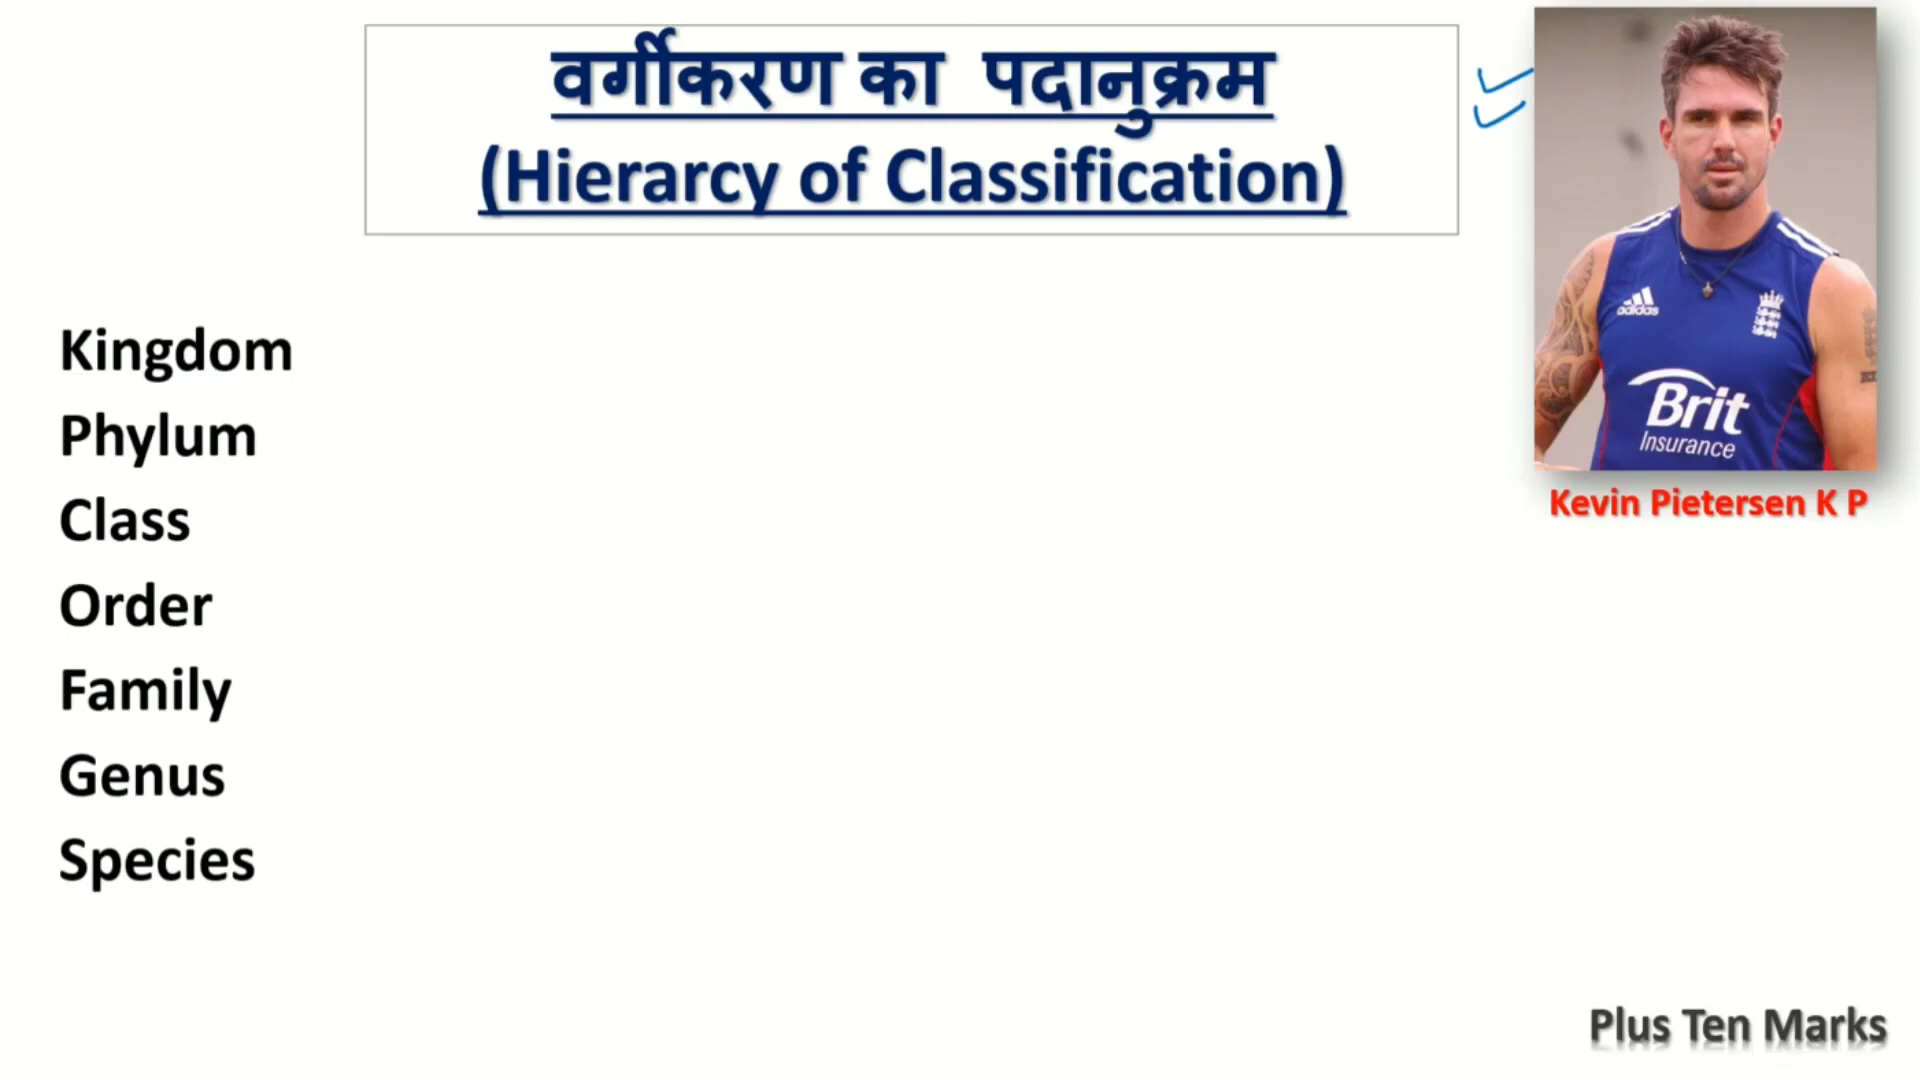 वर्गीकरण का पदानुक्रम
(Hierarcy of Classification)
Kingdom
Phylum
Class
Order
Family
Genus
Species
adidas
Brit
Insurance
Kevin Pietersen K P
Plus Ten Marks